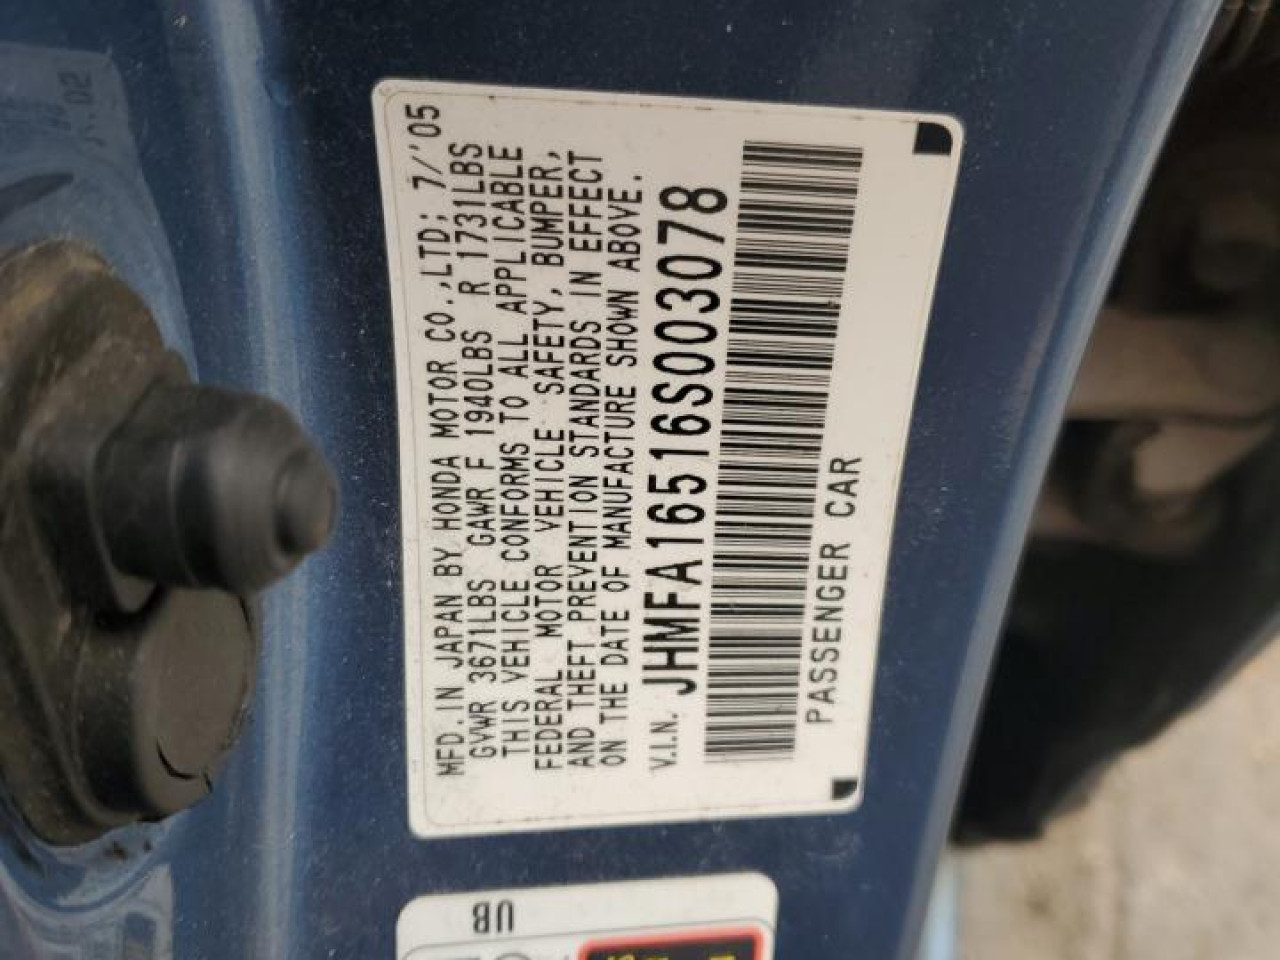 MFD. IN JAPAN BY HONDA MOTOR CO., LTD; 7/'05
GVWR 3671LBS GAWR F 1940LBS R 1731LBS
THIS VEHICLE CONFORMS TO ALL APPLICABLE
FEDERAL MOTOR VEHICLE SAFETY, BUMPER,
AND THEFT PREVENTION STANDARDS IN EFFECT
ON THE DATE OF MANUFACTURE SHOWN ABOVE.
V.I.N. JHMFA16516S003078
PASSENGER CAR
UB